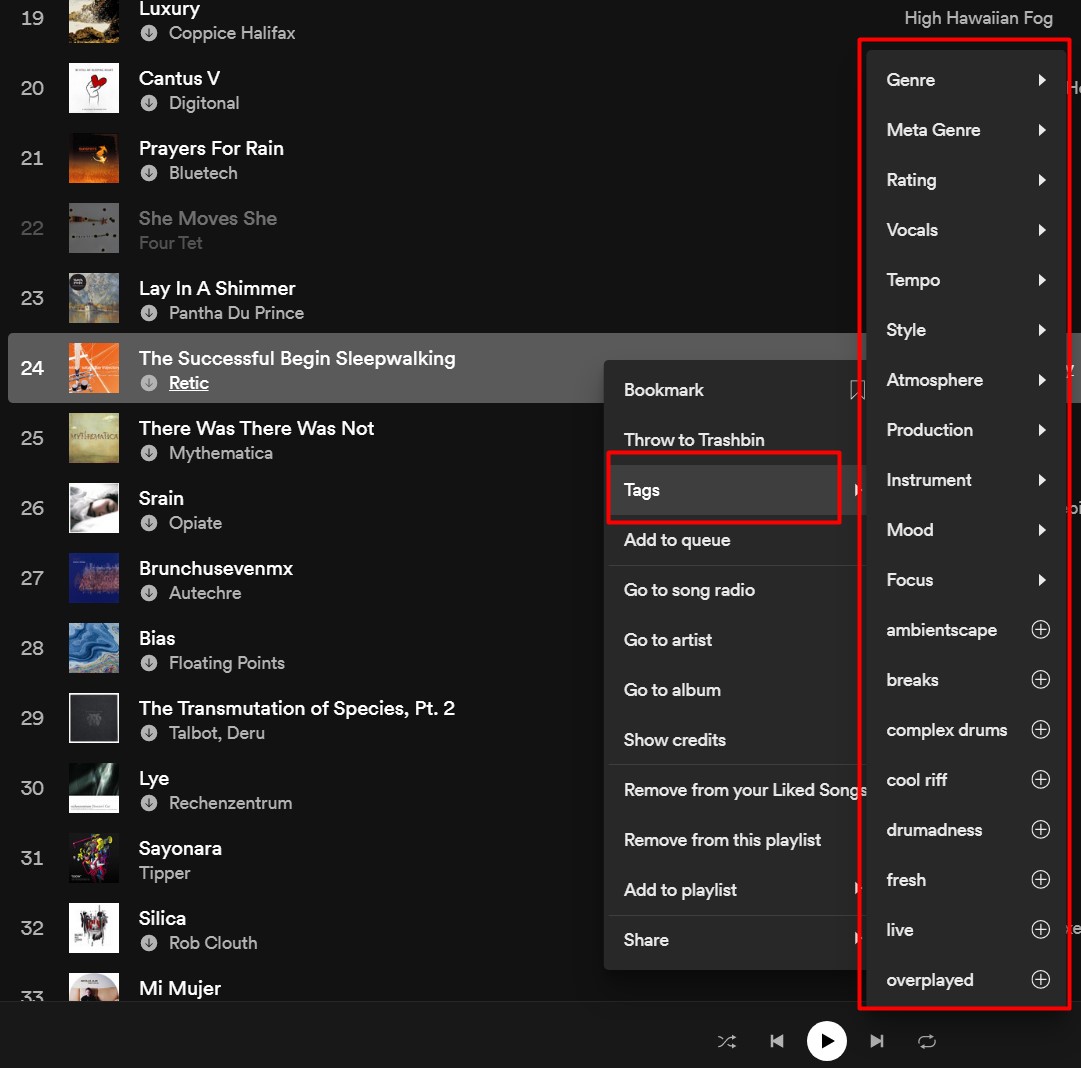 19
Luxury
Coppice Halifax
High Hawaiian Fog
20
Cantus V
Digitonal
21
Prayers For Rain
Bluetech
22
She Moves She
Four Tet
23
Lay In A Shimmer
Pantha Du Prince
24
The Successful Begin Sleepwalking
Retic
25
There Was There Was Not
Mythematica
MYTHEMATICA
26
Srain
Opiate
27
Brunchusevenmx
Autechre
28
Bias
Floating Points
29
The Transmutation of Species, Pt. 2
Talbot, Deru
30
Lye
Rechenzentrum
31
Sayonara
Tipper
32
Silica
Rob Clouth
33
Mi Mujer
Bookmark
Throw to Trashbin
Tags
Add to queue
Go to song radio
Go to artist
Go to album
Show credits
Remove from your Liked Songs
Remove from this playlist
Add to playlist
Share
Genre
Meta Genre
Rating
Vocals
Tempo
Style
Atmosphere
Production
Instrument
Mood
Focus
ambientscape
breaks
complex drums
cool riff
drumadness
fresh
live
overplayed